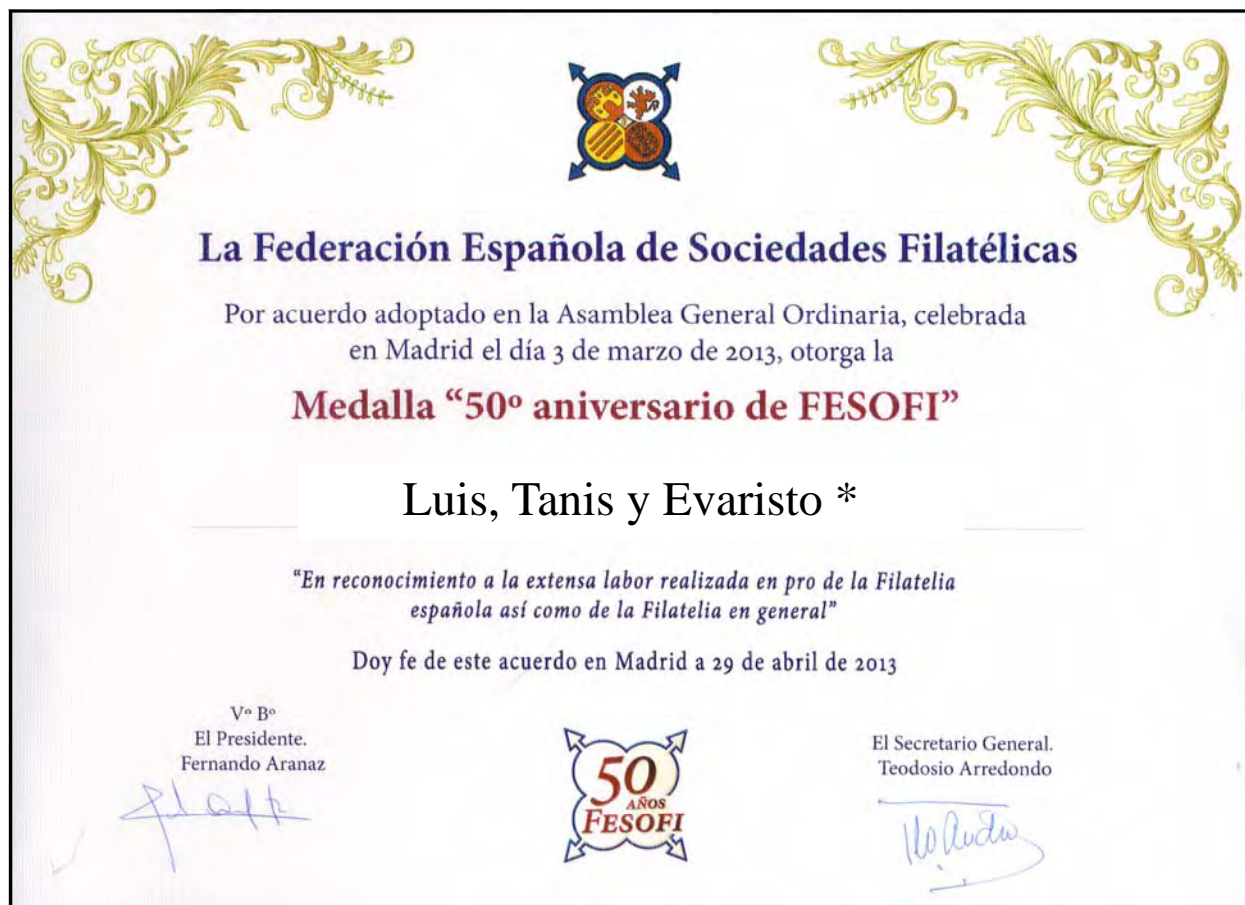 La Federación Española de Sociedades Filatélicas
Por acuerdo adoptado en la Asamblea General Ordinaria, celebrada
en Madrid el día 3 de marzo de 2013, otorga la
Medalla “50º aniversario de FESOFI”
Luis, Tanis y Evaristo *
“En reconocimiento a la extensa labor realizada en pro de la Filatelia
española así como de la Filatelia en general”
Doy fe de este acuerdo en Madrid a 29 de abril de 2013
Vº Bº
El Presidente.
Fernando Aranaz
50
AÑOS
FESOFI
El Secretario General.
Teodosio Arredondo